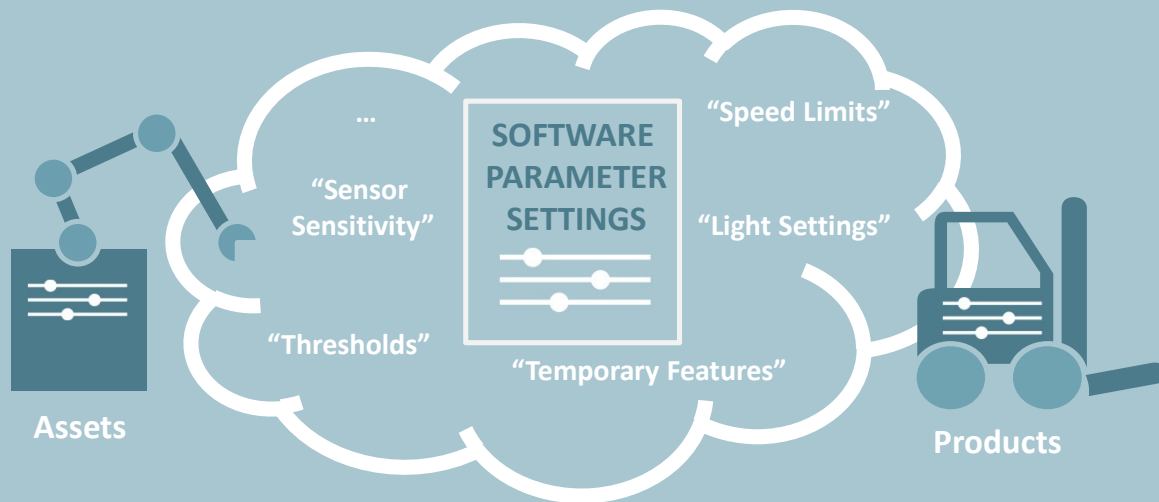 ...
“Speed Limits”
SOFTWARE
PARAMETER
SETTINGS
“Sensor
Sensitivity”
“Light Settings”
“Thresholds”
“Temporary Features”
Assets
Products